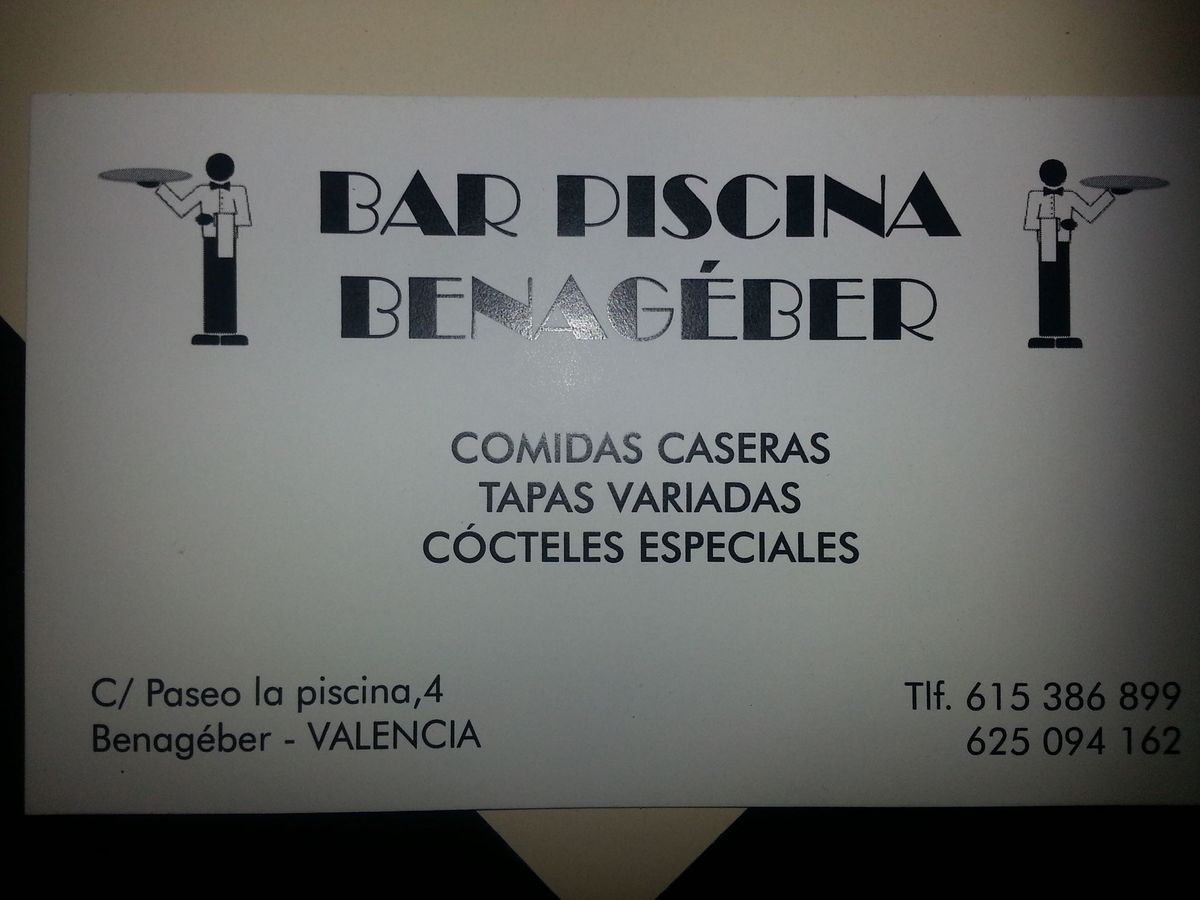 BAR PISCINA
BENAGÉBER
COMIDAS CASERAS
TAPAS VARIADAS
CÓCTELES ESPECIALES
C/ Paseo la piscina,4
Benagéber - VALENCIA
Tlf. 615 386 899
625 094 162